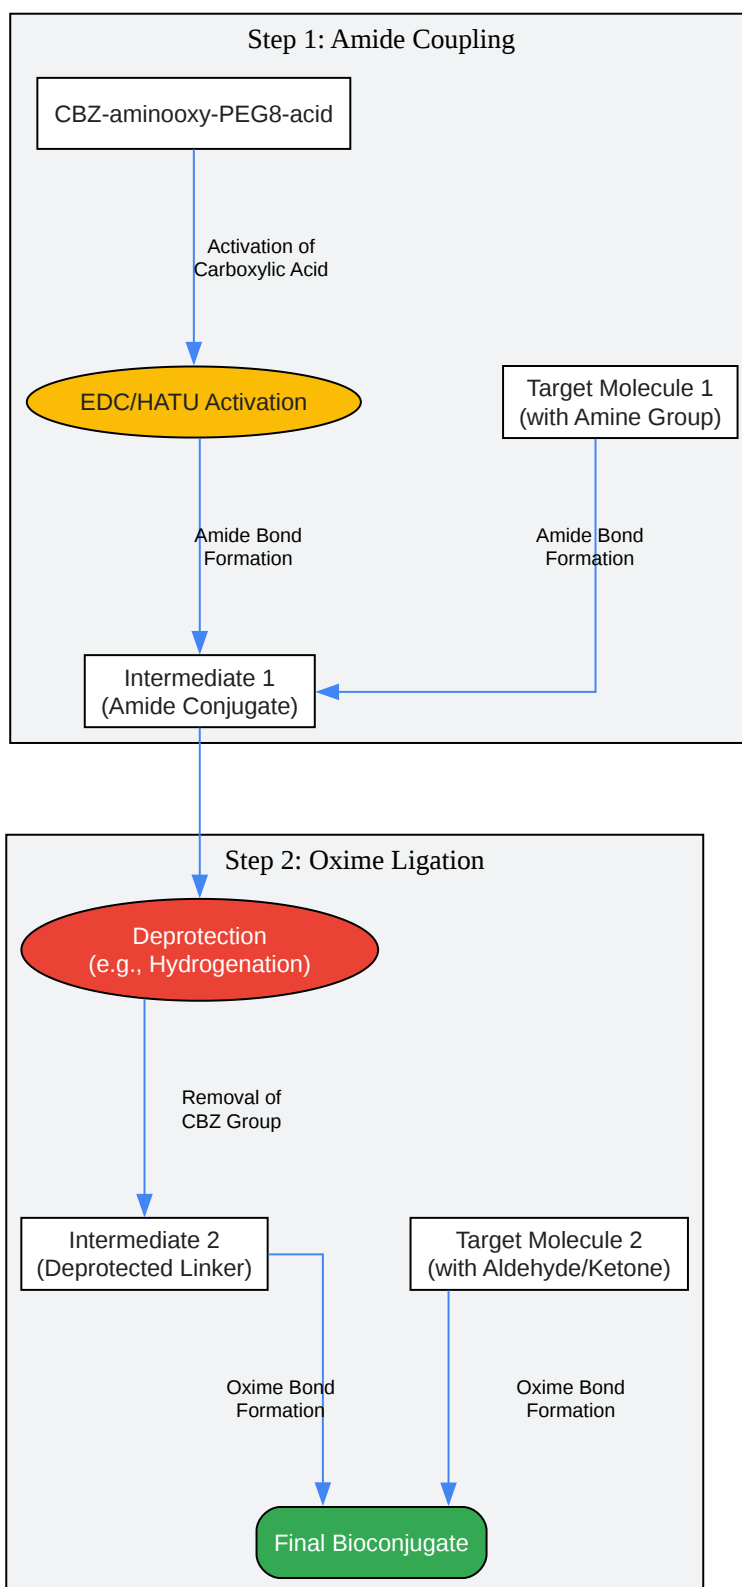 Step 1: Amide Coupling
CBZ-aminooxy-PEG8-acid
Activation of
Carboxylic Acid
EDC/HATU Activation
Target Molecule 1
(with Amine Group)
Amide Bond
Formation
Amide Bond
Formation
Intermediate 1
(Amide Conjugate)
Step 2: Oxime Ligation
Deprotection
(e.g., Hydrogenation)
Removal of
CBZ Group
Intermediate 2
(Deprotected Linker)
Target Molecule 2
(with Aldehyde/Ketone)
Oxime Bond
Formation
Oxime Bond
Formation
Final Bioconjugate